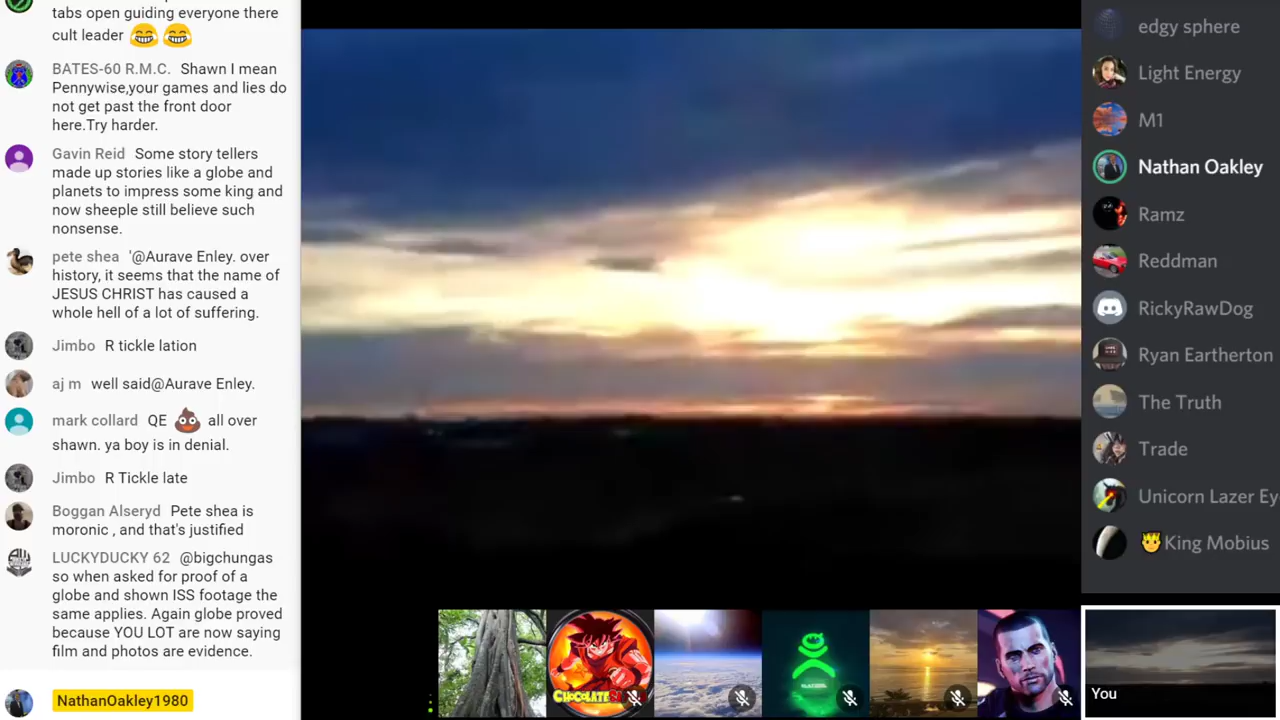 tabs open guiding everyone there
cult leader 😂 😂
BATES-60 R.M.C. Shawn I mean
Pennywise,your games and lies do
not get past the front door
here.Try harder.
Gavin Reid Some story tellers
made up stories like a globe and
planets to impress some king and
now sheeple still believe such
nonsense.
pete shea '@Aurave Enley. over
history, it seems that the name of
JESUS CHRIST has caused a
whole hell of a lot of suffering.
Jimbo R tickle lation
aj m well said@Aurave Enley.
mark collard QE 💩 all over
shawn. ya boy is in denial.
Jimbo R Tickle late
Boggan Alseryd Pete shea is
moronic , and that's justified
LUCKYDUCKY 62 @bigchungas
so when asked for proof of a
globe and shown ISS footage the
same applies. Again globe proved
because YOU LOT are now saying
film and photos are evidence.
NathanOakley1980
edgy sphere
Light Energy
M1
Nathan Oakley
Ramz
Reddman
RickyRawDog
Ryan Eartherton
The Truth
Trade
Unicorn Lazer Ey
🤴King Mobius
You